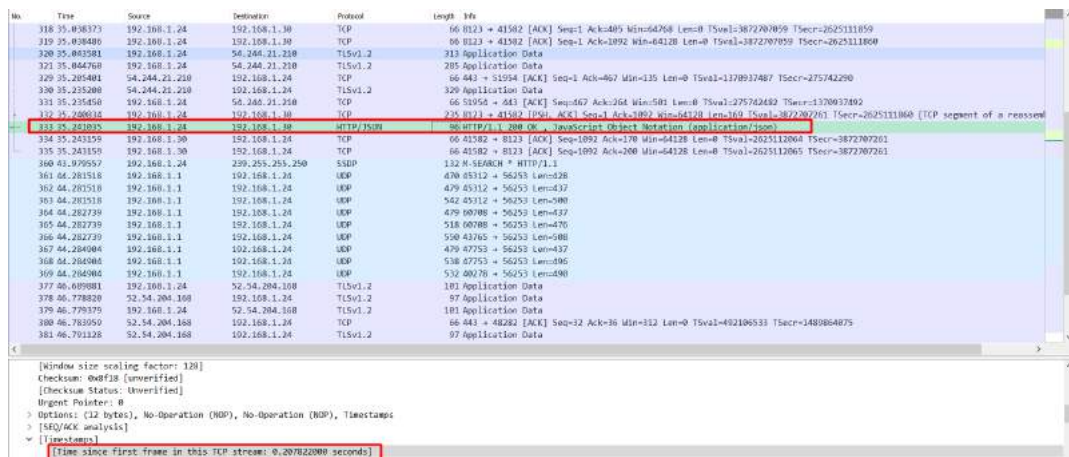 No. Time Source Destination Protocol Length Info
318 35.038373 192.168.1.24 192.168.1.30 TCP 66 8123 → 41582 [ACK] Seq=1 Ack=405 Win=64768 Len=0 TSval=3872707059 TSecr=2625111859
319 35.038406 192.168.1.24 192.168.1.30 TCP 66 8123 → 41582 [ACK] Seq=1 Ack=1092 Win=64128 Len=0 TSval=3872707059 TSecr=2625111860
320 35.043581 192.168.1.24 54.244.21.210 TLSv1.2 313 Application Data
321 35.044760 192.168.1.24 54.244.21.210 TLSv1.2 285 Application Data
329 35.205401 54.244.21.210 192.168.1.24 TCP 66 443 → 51954 [ACK] Seq=1 Ack=467 Win=135 Len=0 TSval=1370937487 TSecr=275742290
330 35.235200 54.244.21.210 192.168.1.24 TLSv1.2 329 Application Data
331 35.235450 192.168.1.24 54.244.21.210 TCP 66 51954 → 443 [ACK] Seq=467 Ack=264 Win=501 Len=0 TSval=275742482 TSecr=1370937492
332 35.240834 192.168.1.24 192.168.1.30 TCP 235 8123 → 41582 [PSH, ACK] Seq=1 Ack=1092 Win=64128 Len=169 TSval=3872707261 TSecr=2625111860 [TCP segment of a reassemb
333 35.241035 192.168.1.24 192.168.1.30 HTTP/JSON 96 HTTP/1.1 200 OK , JavaScript Object Notation (application/json)
334 35.243159 192.168.1.30 192.168.1.24 TCP 66 41582 → 8123 [ACK] Seq=1092 Ack=170 Win=64128 Len=0 TSval=2625112064 TSecr=3872707261
335 35.243159 192.168.1.30 192.168.1.24 TCP 66 41582 → 8123 [ACK] Seq=1092 Ack=200 Win=64128 Len=0 TSval=2625112065 TSecr=3872707261
360 43.979557 192.168.1.24 239.255.255.250 SSDP 132 M-SEARCH * HTTP/1.1
361 44.281518 192.168.1.1 192.168.1.24 UDP 470 45312 → 56253 Len=428
362 44.281518 192.168.1.1 192.168.1.24 UDP 479 45312 → 56253 Len=437
363 44.281518 192.168.1.1 192.168.1.24 UDP 542 45312 → 56253 Len=500
364 44.282739 192.168.1.1 192.168.1.24 UDP 479 60708 → 56253 Len=437
365 44.282739 192.168.1.1 192.168.1.24 UDP 518 60708 → 56253 Len=476
366 44.282739 192.168.1.1 192.168.1.24 UDP 550 43765 → 56253 Len=508
367 44.284904 192.168.1.1 192.168.1.24 UDP 479 47753 → 56253 Len=437
368 44.284904 192.168.1.1 192.168.1.24 UDP 538 47753 → 56253 Len=496
369 44.284904 192.168.1.1 192.168.1.24 UDP 532 40278 → 56253 Len=490
377 46.689881 192.168.1.24 52.54.204.168 TLSv1.2 101 Application Data
378 46.778820 52.54.204.168 192.168.1.24 TLSv1.2 97 Application Data
379 46.779379 192.168.1.24 52.54.204.168 TLSv1.2 101 Application Data
380 46.783959 52.54.204.168 192.168.1.24 TCP 66 443 → 48282 [ACK] Seq=32 Ack=36 Win=312 Len=0 TSval=492106533 TSecr=1489864075
381 46.791128 52.54.204.168 192.168.1.24 TLSv1.2 97 Application Data
[Window size scaling factor: 128]
Checksum: 0x8f18 [unverified]
[Checksum Status: Unverified]
Urgent Pointer: 0
Options: (12 bytes), No-Operation (NOP), No-Operation (NOP), Timestamps
[SEQ/ACK analysis]
[Timestamps]
[Time since first frame in this TCP stream: 0.207822000 seconds]